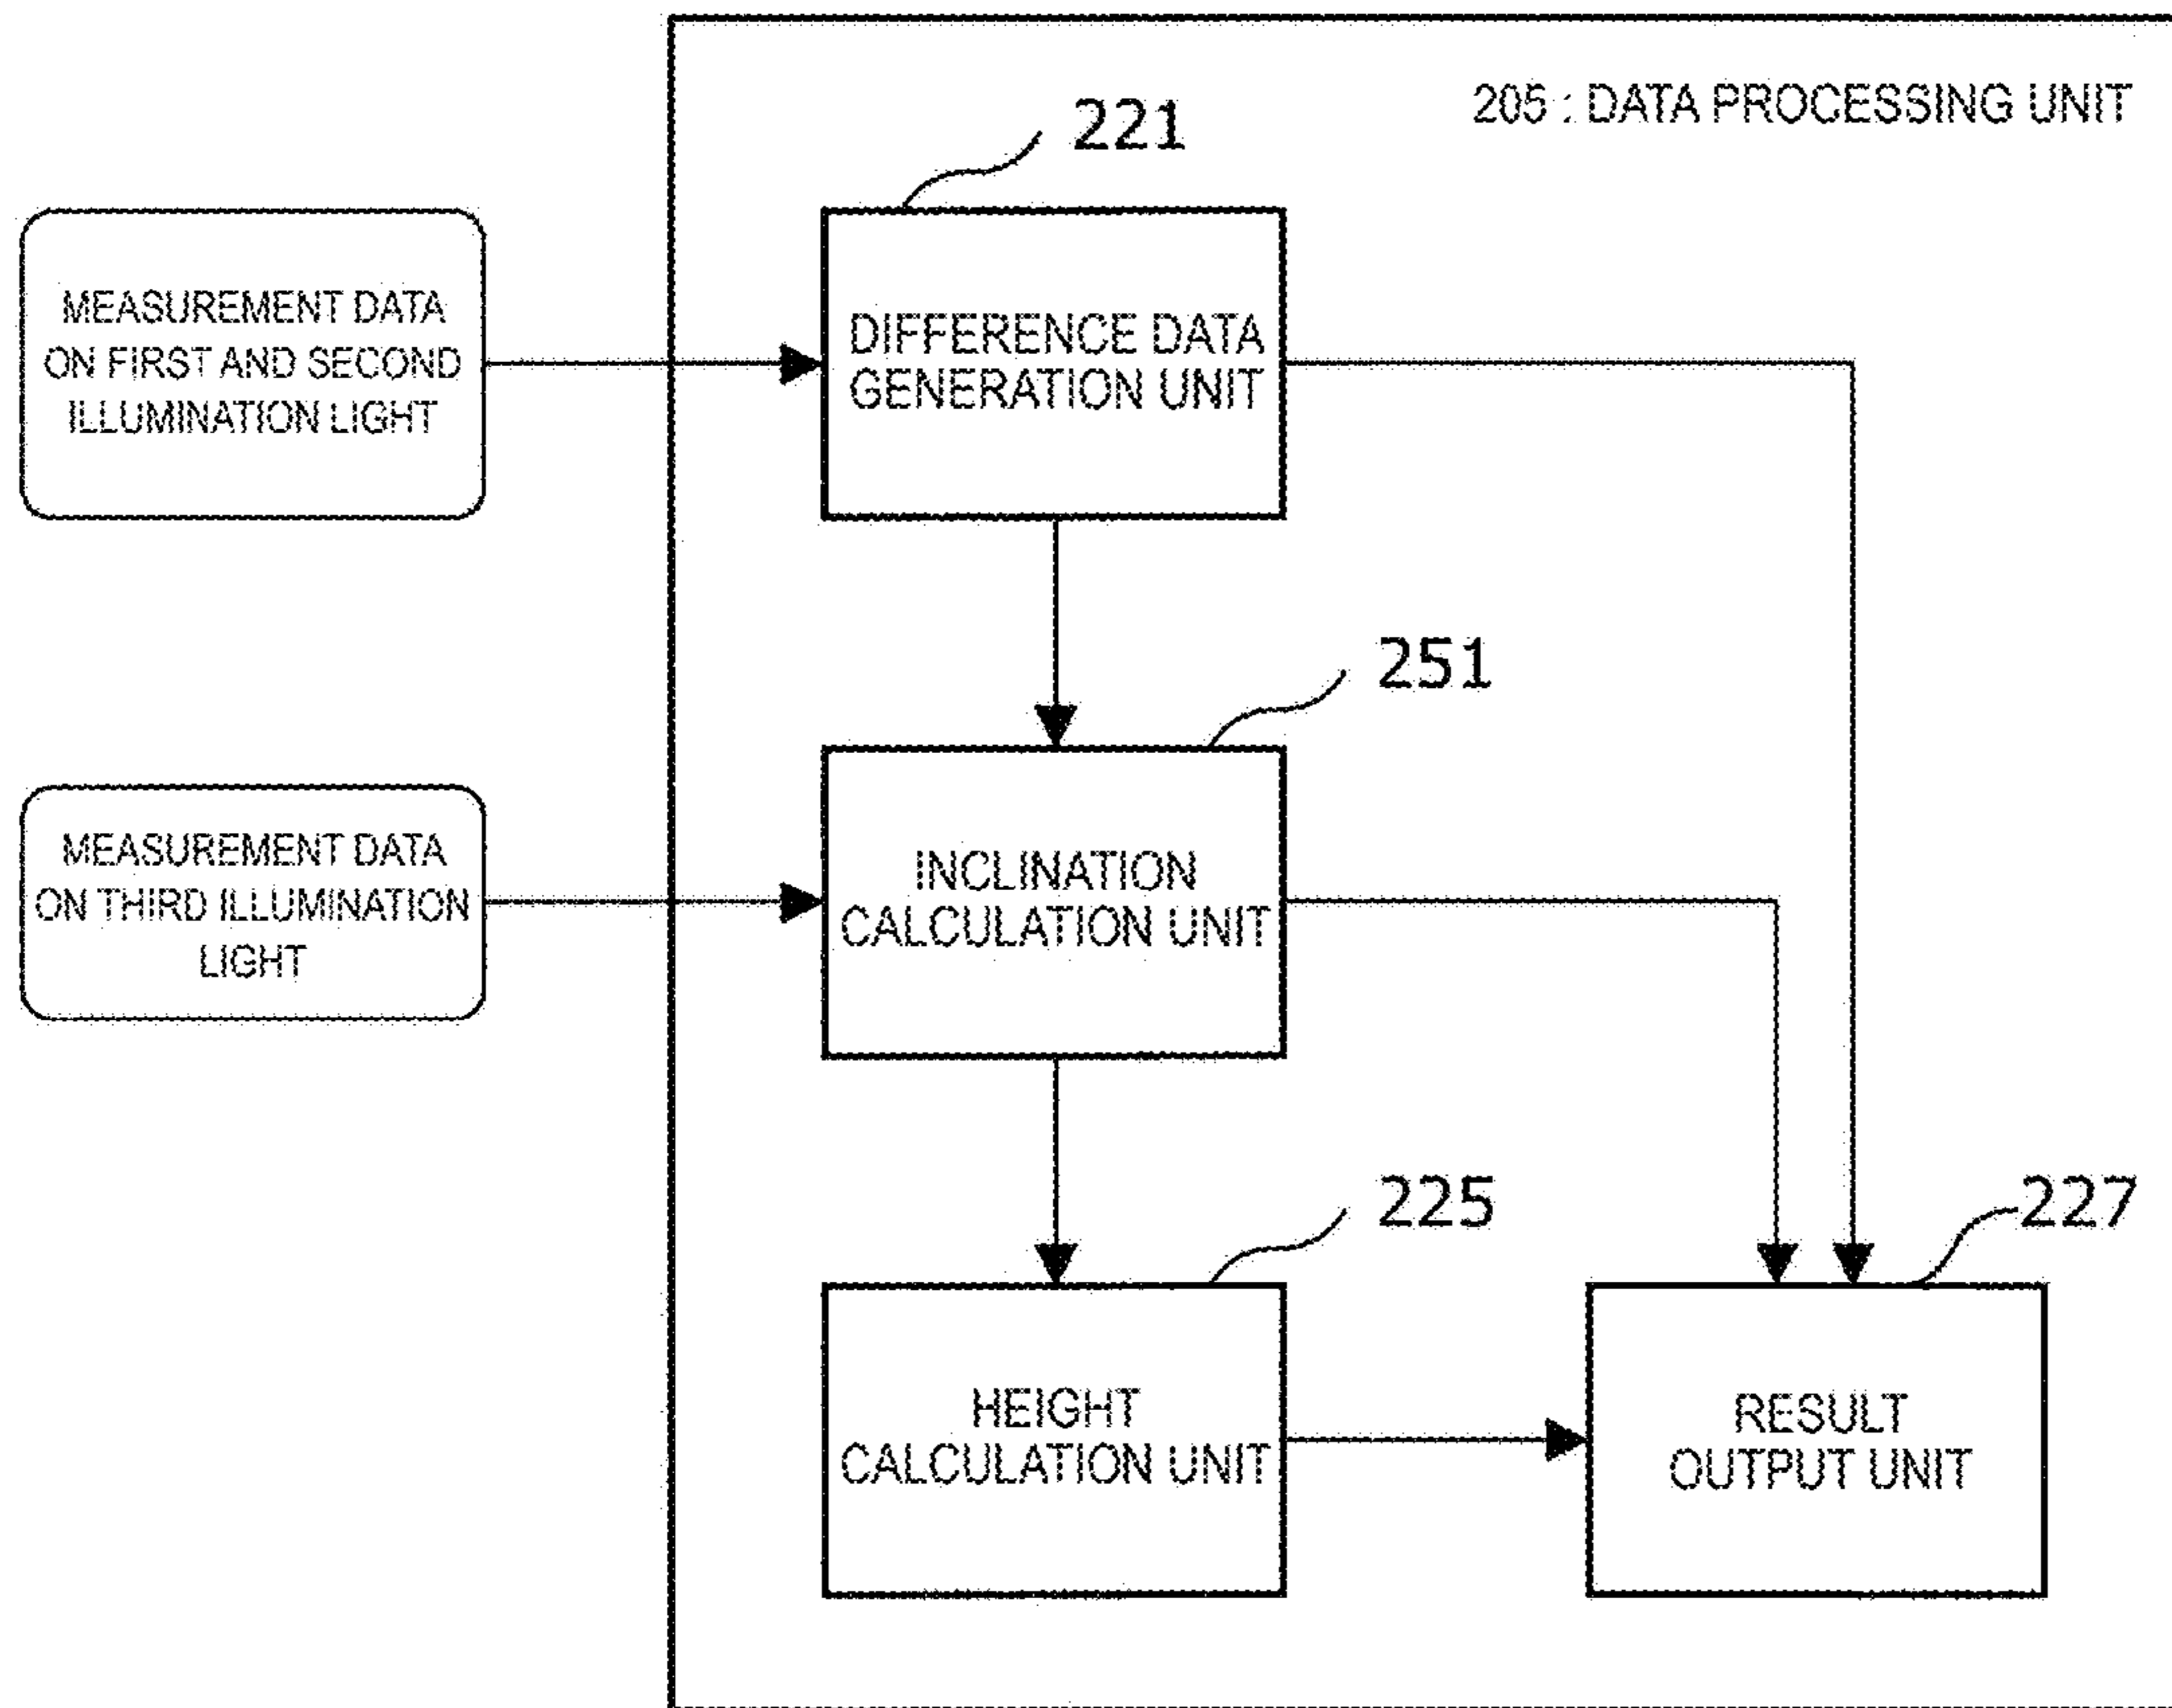 205 : DATA PROCESSING UNIT
221
MEASUREMENT DATA
ON FIRST AND SECOND
ILLUMINATION LIGHT
DIFFERENCE DATA
GENERATION UNIT
251
MEASUREMENT DATA
ON THIRD ILLUMINATION
LIGHT
INCLINATION
CALCULATION UNIT
225
227
HEIGHT
CALCULATION UNIT
RESULT
OUTPUT UNIT